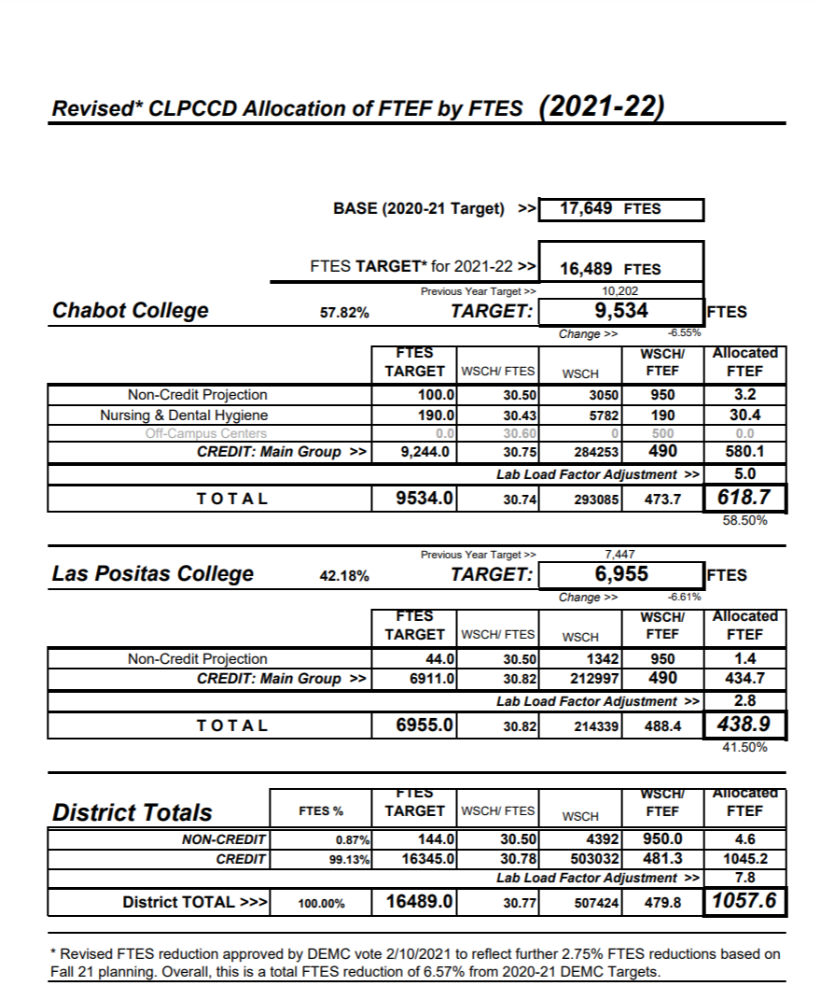 Revised* CLPCCD Allocation of FTEF by FTES (2021-22)
BASE (2020-21 Target) >> 17,649 FTES
FTES TARGET* for 2021-22 >> 16,489 FTES
Previous Year Target >> 10,202
Chabot College 57.82% TARGET: 9,534 FTES
Change >> -6.55%
FTES TARGET WSCH/ FTES WSCH WSCH/ FTEF Allocated FTEF
Non-Credit Projection 100.0 30.50 3050 950 3.2
Nursing & Dental Hygiene 190.0 30.43 5782 190 30.4
Off-Campus Centers 0.0 30.60 0 500 0.0
CREDIT: Main Group >> 9,244.0 30.75 284253 490 580.1
Lab Load Factor Adjustment >> 5.0
T O T A L 9534.0 30.74 293085 473.7 618.7
58.50%
Previous Year Target >> 7,447
Las Positas College 42.18% TARGET: 6,955 FTES
Change >> -6.61%
FTES TARGET WSCH/ FTES WSCH WSCH/ FTEF Allocated FTEF
Non-Credit Projection 44.0 30.50 1342 950 1.4
CREDIT: Main Group >> 6911.0 30.82 212997 490 434.7
Lab Load Factor Adjustment >> 2.8
T O T A L 6955.0 30.82 214339 488.4 438.9
41.50%
District Totals FTES % FTES TARGET WSCH/ FTES WSCH WSCH/ FTEF Allocated FTEF
NON-CREDIT 0.87% 144.0 30.50 4392 950.0 4.6
CREDIT 99.13% 16345.0 30.78 503032 481.3 1045.2
Lab Load Factor Adjustment >> 7.8
District TOTAL >>> 100.00% 16489.0 30.77 507424 479.8 1057.6
* Revised FTES reduction approved by DEMC vote 2/10/2021 to reflect further 2.75% FTES reductions based on
Fall 21 planning. Overall, this is a total FTES reduction of 6.57% from 2020-21 DEMC Targets.